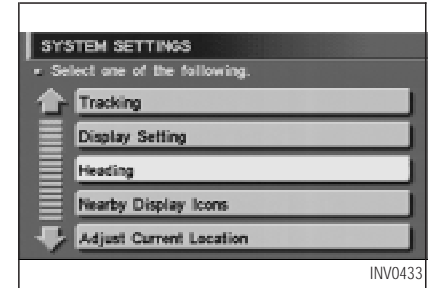 SYSTEM SETTINGS
Select one of the following.
Tracking
Display Setting
Heading
Nearby Display Icons
Adjust Current Location
INV0433